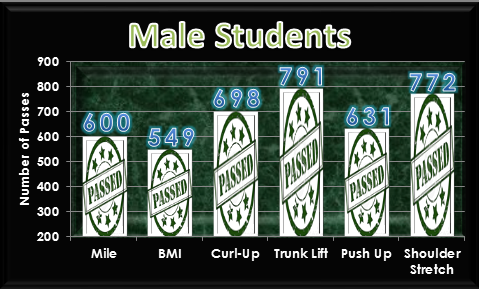 Male Students
Number of Passes
900
800
700
600
500
400
300
200
600
549
698
791
631
772
PASSED
PASSED
PASSED
PASSED
PASSED
PASSED
Mile
BMI
Curl-Up
Trunk Lift
Push Up
Shoulder
Stretch